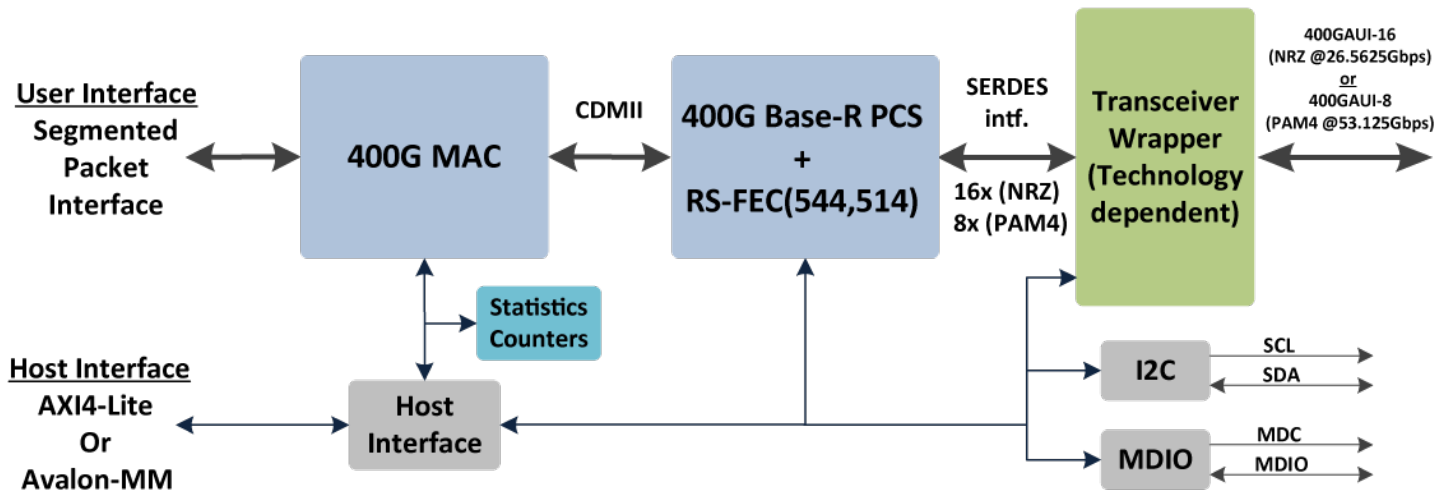 User Interface
Segmented
Packet
Interface
400G MAC
CDMII
400G Base-R PCS
+
RS-FEC(544,514)
SERDES
intf.
16x (NRZ)
8x (PAM4)
Transceiver
Wrapper
(Technology
dependent)
400GAUI-16
(NRZ @26.5625Gbps)
or
400GAUI-8
(PAM4 @53.125Gbps)
Statistics
Counters
Host Interface
AXI4-Lite
Or
Avalon-MM
Host
Interface
I2C
SCL
SDA
MDIO
MDC
MDIO